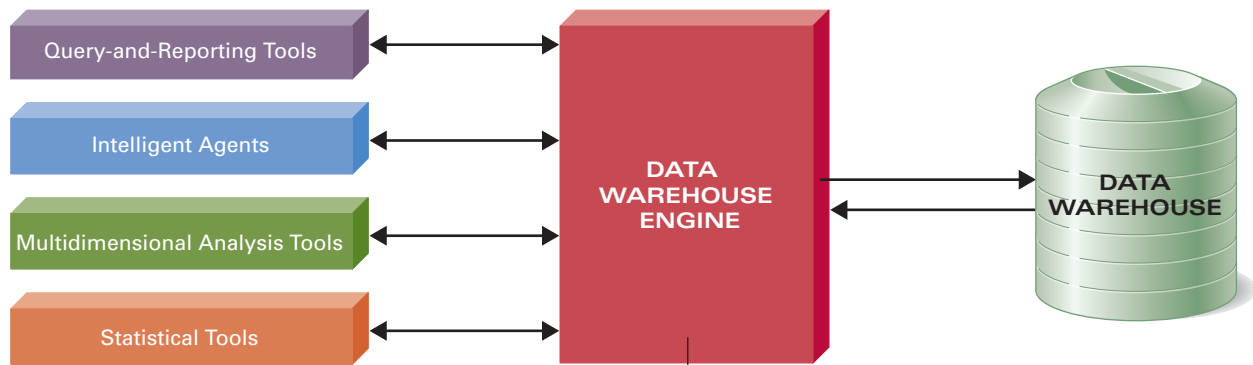 Query-and-Reporting Tools
Intelligent Agents
Multidimensional Analysis Tools
Statistical Tools
DATA
WAREHOUSE
ENGINE
DATA
WAREHOUSE